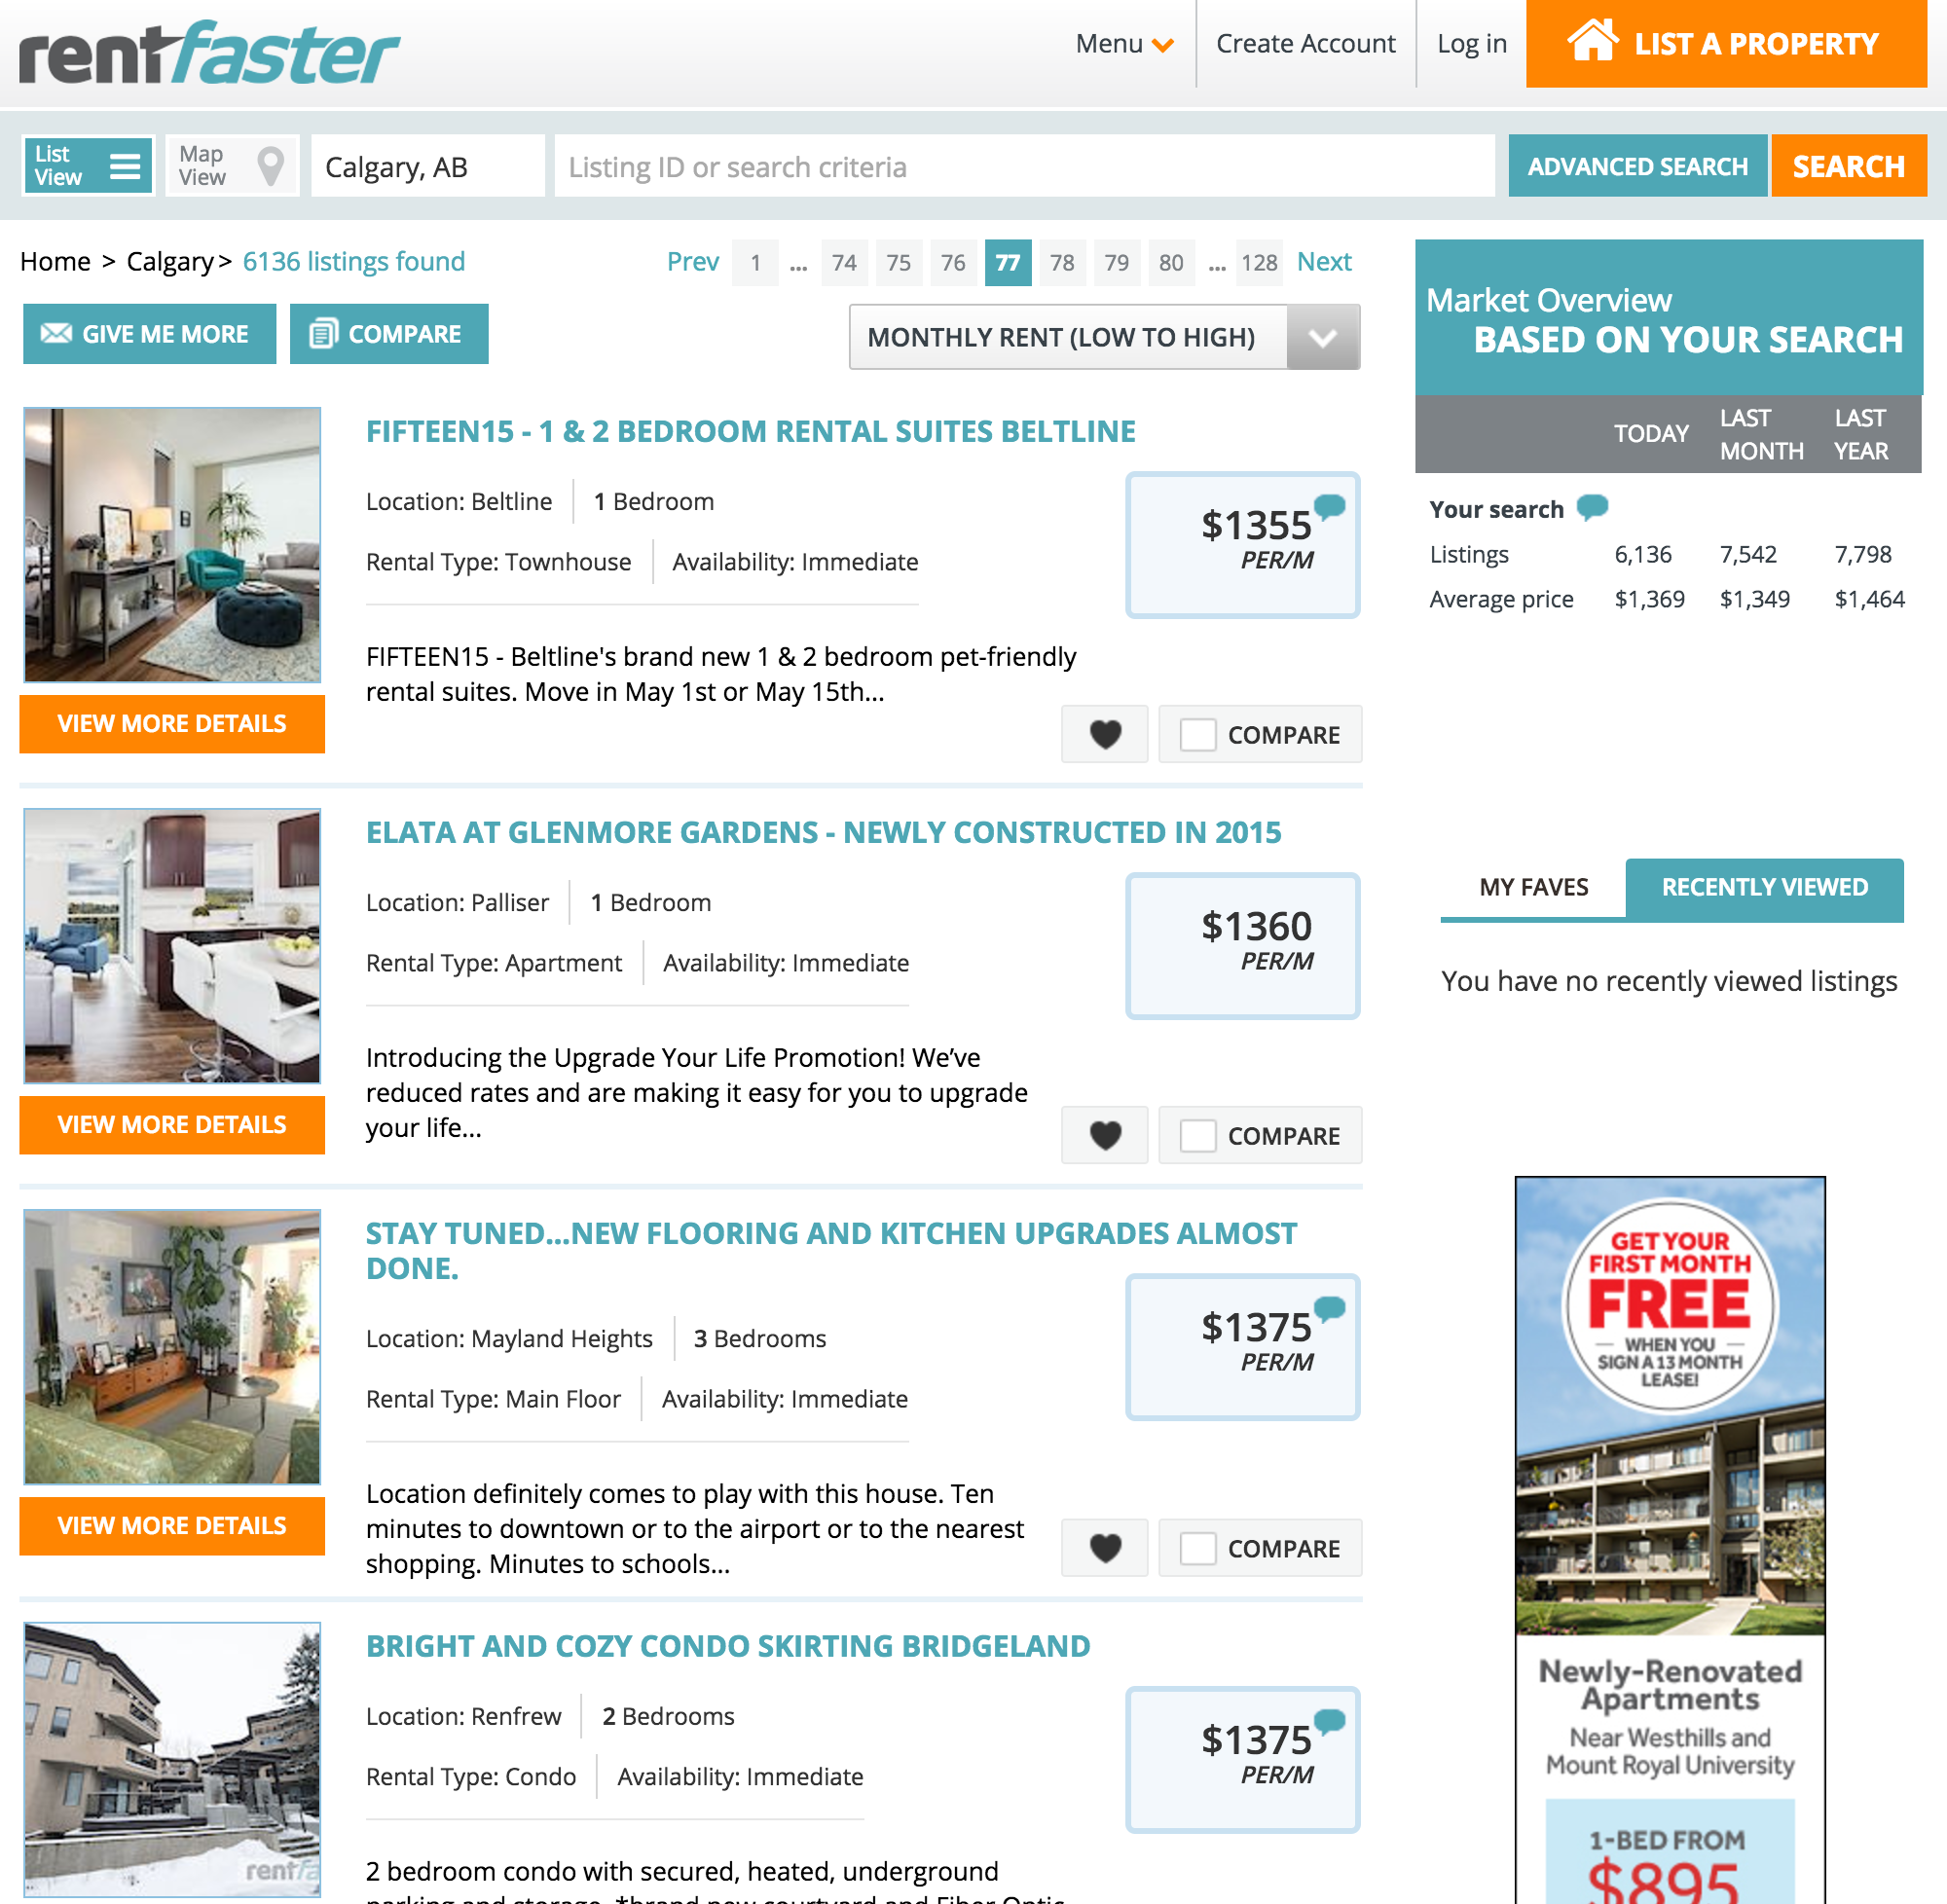 rentfaster
Menu
Create Account
Log in
LIST A PROPERTY
List View
Map View
Calgary, AB
Listing ID or search criteria
ADVANCED SEARCH
SEARCH
Home > Calgary > 6136 listings found
Prev 1 ... 74 75 76 77 78 79 80 ... 128 Next
GIVE ME MORE
COMPARE
MONTHLY RENT (LOW TO HIGH)
FIFTEEN15 - 1 & 2 BEDROOM RENTAL SUITES BELTLINE
Location: Beltline
1 Bedroom
Rental Type: Townhouse
Availability: Immediate
$1355
PER/M
FIFTEEN15 - Beltline's brand new 1 & 2 bedroom pet-friendly
rental suites. Move in May 1st or May 15th...
VIEW MORE DETAILS
COMPARE
ELATA AT GLENMORE GARDENS - NEWLY CONSTRUCTED IN 2015
Location: Palliser
1 Bedroom
Rental Type: Apartment
Availability: Immediate
$1360
PER/M
Introducing the Upgrade Your Life Promotion! We’ve
reduced rates and are making it easy for you to upgrade
your life...
VIEW MORE DETAILS
COMPARE
STAY TUNED...NEW FLOORING AND KITCHEN UPGRADES ALMOST
DONE.
Location: Mayland Heights
3 Bedrooms
Rental Type: Main Floor
Availability: Immediate
$1375
PER/M
Location definitely comes to play with this house. Ten
minutes to downtown or to the airport or to the nearest
shopping. Minutes to schools...
VIEW MORE DETAILS
COMPARE
BRIGHT AND COZY CONDO SKIRTING BRIDGELAND
Location: Renfrew
2 Bedrooms
Rental Type: Condo
Availability: Immediate
$1375
PER/M
rentfa
2 bedroom condo with secured, heated, underground
parking and storage. *brand new courtyard and Fiber Optic
Market Overview
BASED ON YOUR SEARCH
TODAY
LAST MONTH
LAST YEAR
Your search
Listings 6,136 7,542 7,798
Average price $1,369 $1,349 $1,464
MY FAVES
RECENTLY VIEWED
You have no recently viewed listings
GET YOUR
FIRST MONTH
FREE
WHEN YOU
SIGN A 13 MONTH
LEASE!
Newly-Renovated
Apartments
Near Westhills and
Mount Royal University
1-BED FROM
$895